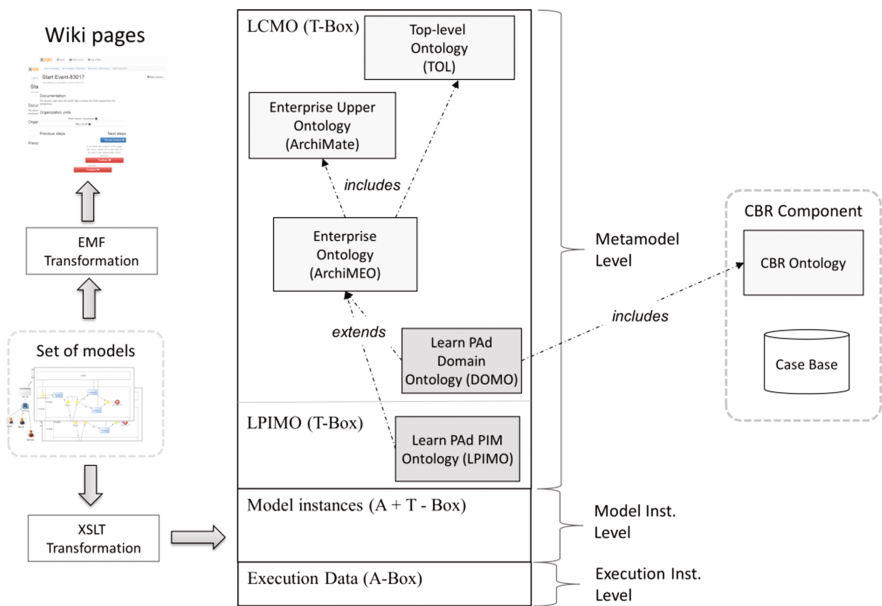 Wiki pages
Start Event-83017
Documentation
Organization units
Previous steps
Next steps
EMF
Transformation
Set of models
XSLT
Transformation
LCMO (T-Box)
Top-level
Ontology
(TOL)
Enterprise Upper
Ontology
(ArchiMate)
includes
Enterprise
Ontology
(ArchiMEO)
extends
Learn PAd
Domain
Ontology (DOMO)
LPIMO (T-Box)
Learn PAd PIM
Ontology (LPIMO)
Model instances (A + T - Box)
Execution Data (A-Box)
Metamodel
Level
Model Inst.
Level
Execution Inst.
Level
includes
CBR Component
CBR Ontology
Case Base